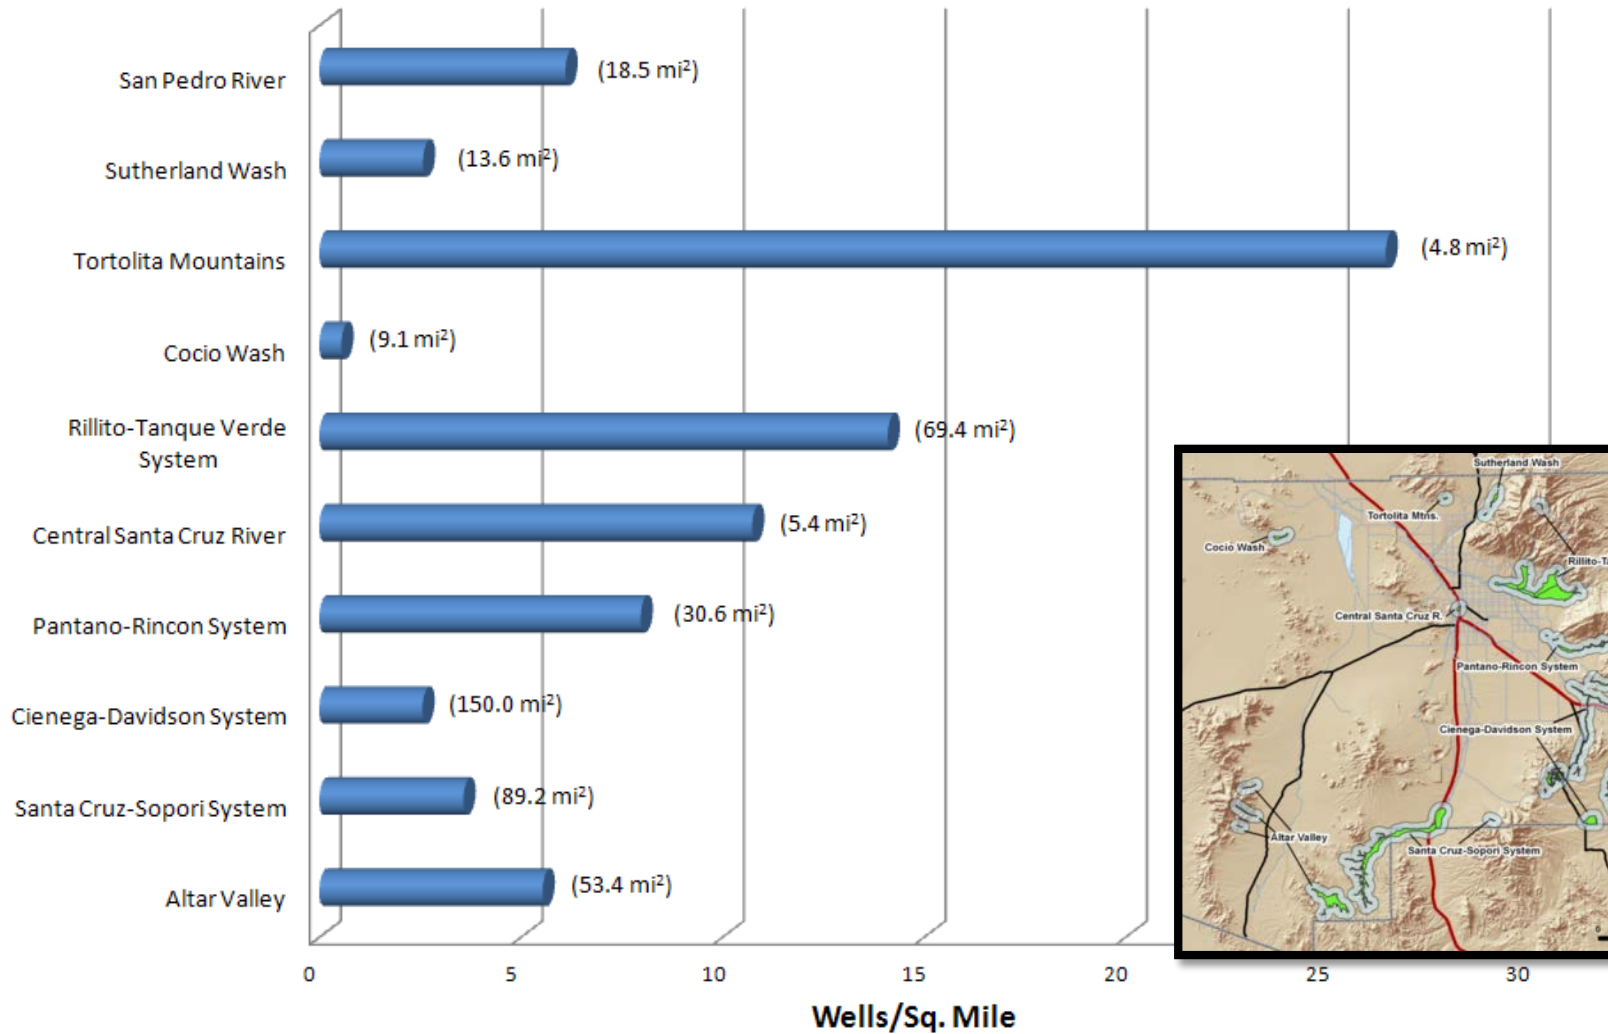 San Pedro River
(18.5 mi²)
Sutherland Wash
(13.6 mi²)
Tortolita Mountains
(4.8 mi²)
Cocio Wash
(9.1 mi²)
Rillito-Tanque Verde
System
(69.4 mi²)
Central Santa Cruz River
(5.4 mi²)
Pantano-Rincon System
(30.6 mi²)
Cienega-Davidson System
(150.0 mi²)
Santa Cruz-Sopori System
(89.2 mi²)
Altar Valley
(53.4 mi²)
0 5 10 15 20 25 30
Wells/Sq. Mile
Sutherland Wash
Tortolita Mtns.
Cocio Wash
Rillito-Ta
Central Santa Cruz R.
Pantano-Rincon System
Cienega-Davidson System
Altar Valley
Santa Cruz-Sopori System
0